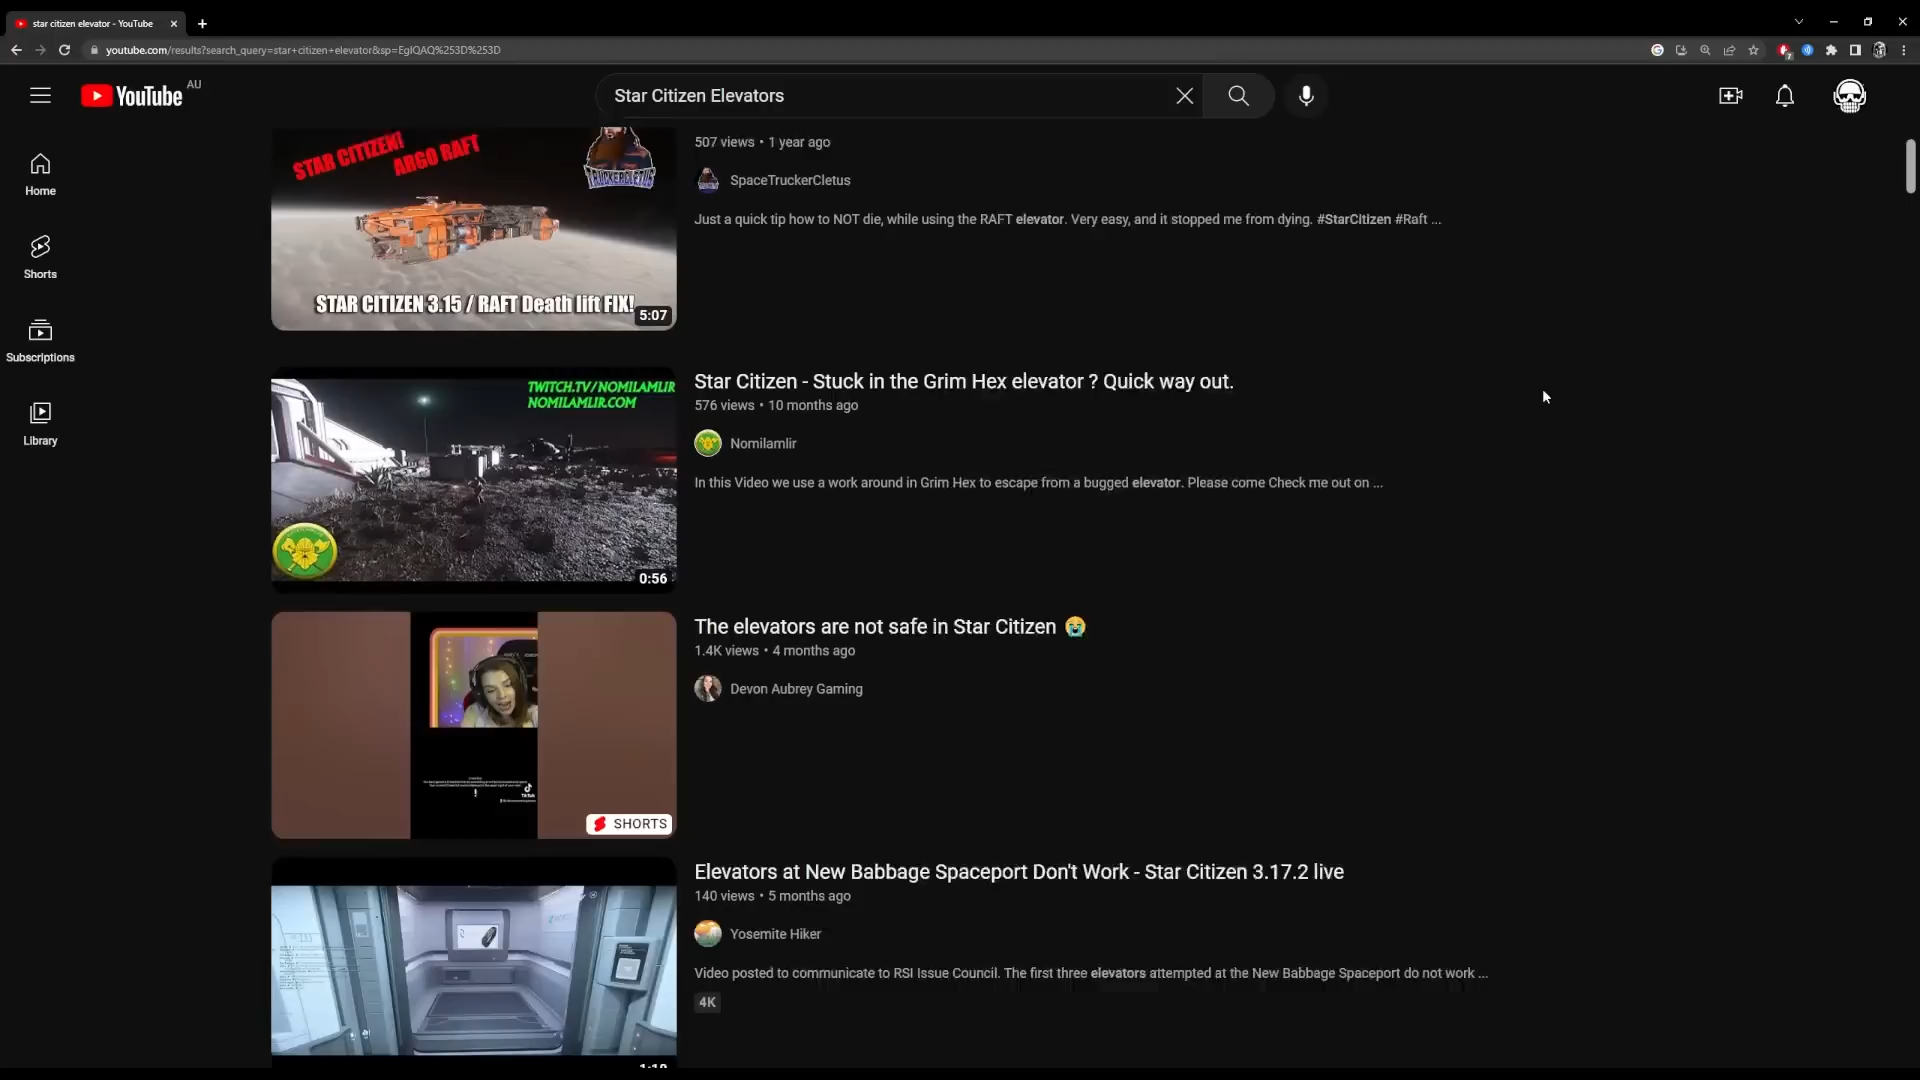 star citizen elevator - YouTube
youtube.com/results?search_query=star+citizen+elevator&sp=EgIQAQ%253D%253D
YouTube
AU
Star Citizen Elevators
Home
Shorts
Subscriptions
Library
STAR CITIZEN!
ARGO RAFT
TRUCKERCLETUS
STAR CITIZEN 3.15 / RAFT Death lift FIX!
5:07
507 views • 1 year ago
SpaceTruckerCletus
Just a quick tip how to NOT die, while using the RAFT elevator. Very easy, and it stopped me from dying. #StarCitizen #Raft ...
TWITCH.TV/NOMILAMLIR
NOMILAMLIR.COM
0:56
Star Citizen - Stuck in the Grim Hex elevator ? Quick way out.
576 views • 10 months ago
Nomilamlir
In this Video we use a work around in Grim Hex to escape from a bugged elevator. Please come Check me out on ...
TikTok
SHORTS
The elevators are not safe in Star Citizen 😭
1.4K views • 4 months ago
Devon Aubrey Gaming
Elevators at New Babbage Spaceport Don't Work - Star Citizen 3.17.2 live
140 views • 5 months ago
Yosemite Hiker
Video posted to communicate to RSI Issue Council. The first three elevators attempted at the New Babbage Spaceport do not work ...
4K